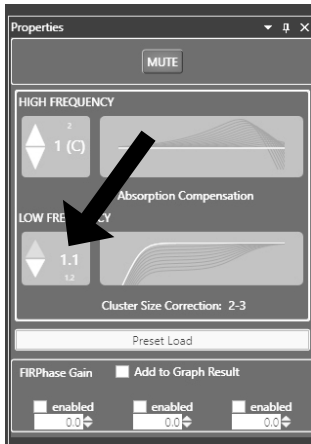 Properties
MUTE
HIGH FREQUENCY
2
1 (C)
Absorption Compensation
LOW FRE
1.1
1.2
Cluster Size Correction: 2-3
Preset Load
FIRPhase Gain Add to Graph Result
enabled enabled enabled
0.0 0.0 0.0